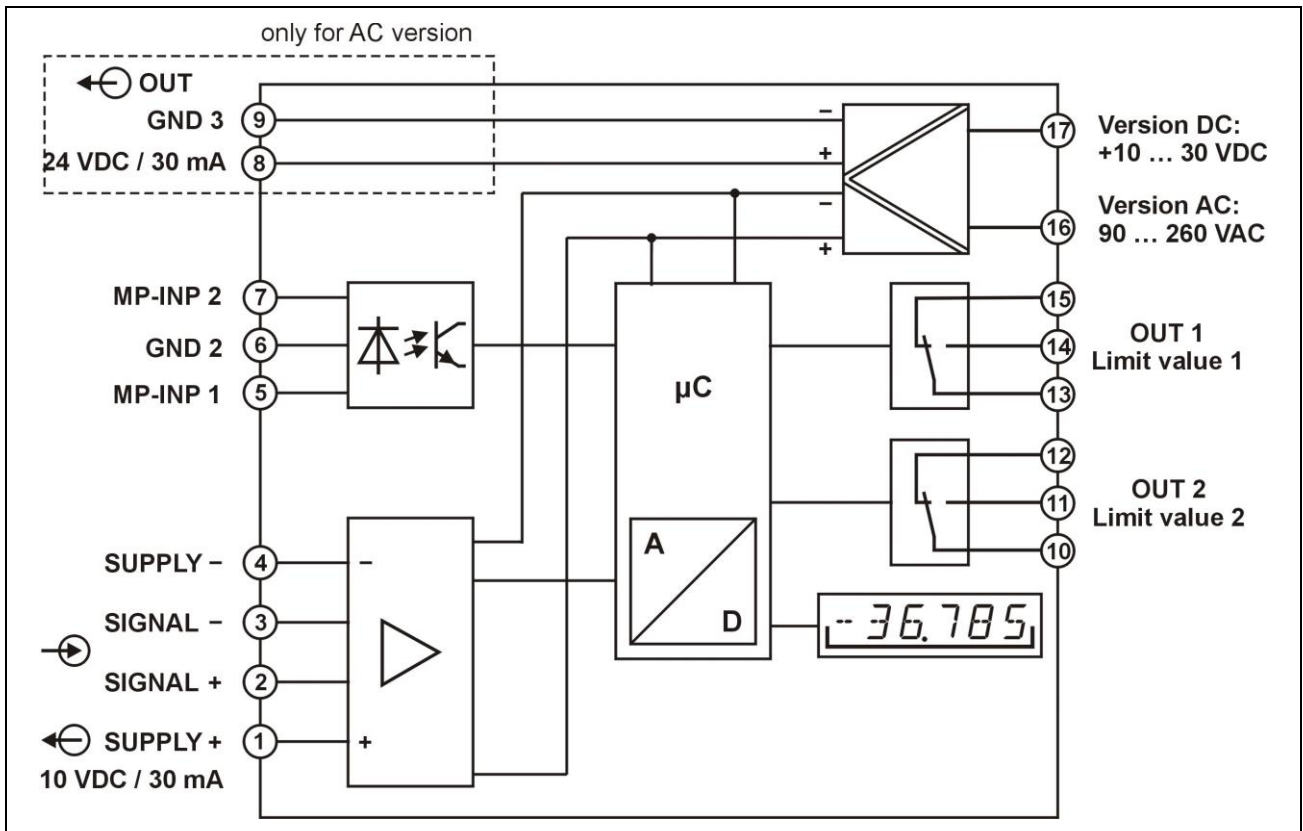 only for AC version
OUT
GND 3 9
24 VDC / 30 mA 8
MP-INP 2 7
GND 2 6
MP-INP 1 5
SUPPLY − 4
SIGNAL − 3
SIGNAL + 2
SUPPLY + 1
10 VDC / 30 mA
−
+
−
+
−
+
µC
A
D
-36.785
17 Version DC:
+10 … 30 VDC
16 Version AC:
90 … 260 VAC
15
14
13
OUT 1
Limit value 1
12
11
10
OUT 2
Limit value 2